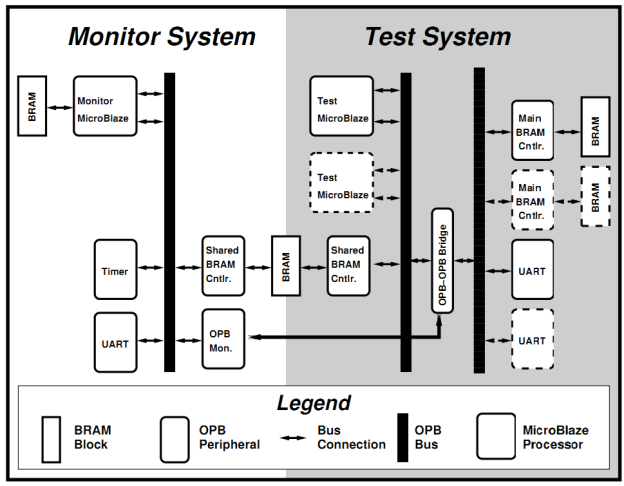 Monitor System
Test System
BRAM
Monitor
MicroBlaze
Test
MicroBlaze
Main
BRAM
Cntlr.
BRAM
Test
MicroBlaze
Main
BRAM
Cntlr.
BRAM
Timer
Shared
BRAM
Cntlr.
BRAM
Shared
BRAM
Cntlr.
OPB–OPB Bridge
UART
UART
OPB
Mon.
UART
Legend
BRAM
Block
OPB
Peripheral
Bus
Connection
OPB
Bus
MicroBlaze
Processor